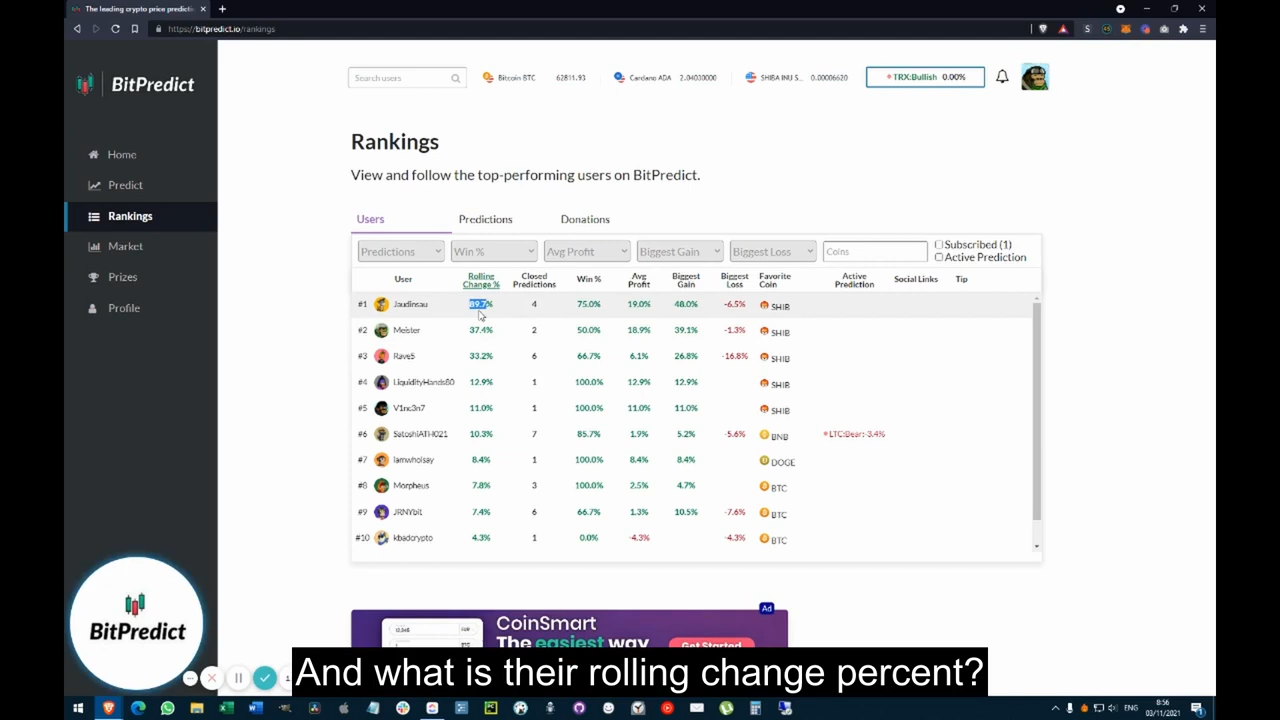 The leading crypto price predicti
https://bitpredict.io/rankings
BitPredict
Search users
Bitcoin BTC 62811.93
Cardano ADA 2.04030000
SHIBA INU S... 0.00006620
TRX:Bullish 0.00%
Home
Predict
Rankings
Market
Prizes
Profile
Rankings
View and follow the top-performing users on BitPredict.
Users Predictions Donations
Predictions Win % Avg Profit Biggest Gain Biggest Loss Coins
Subscribed (1)
Active Prediction
User Rolling Change % Closed Predictions Win % Avg Profit Biggest Gain Biggest Loss Favorite Coin Active Prediction Social Links Tip
#1 Jaudinsau 89.7% 4 75.0% 19.0% 48.0% -6.5% SHIB
#2 Meister 37.4% 2 50.0% 18.9% 39.1% -1.3% SHIB
#3 Rave5 33.2% 6 66.7% 6.1% 26.8% -16.8% SHIB
#4 LiquidityHands80 12.9% 1 100.0% 12.9% 12.9% SHIB
#5 V1nc3n7 11.0% 1 100.0% 11.0% 11.0% SHIB
#6 SatoshiATH021 10.3% 7 85.7% 1.9% 5.2% -5.6% BNB LTC:Bear:-3.4%
#7 iamwhoisay 8.4% 1 100.0% 8.4% 8.4% DOGE
#8 Morpheus 7.8% 3 100.0% 2.5% 4.7% BTC
#9 JRNYbit 7.4% 6 66.7% 1.3% 10.5% -7.6% BTC
#10 kbadcrypto 4.3% 1 0.0% -4.3% -4.3% BTC
Ad
CoinSmart
The easiest way
Get Started
BitPredict
And what is their rolling change percent?
ENG
8:56
03/11/2021